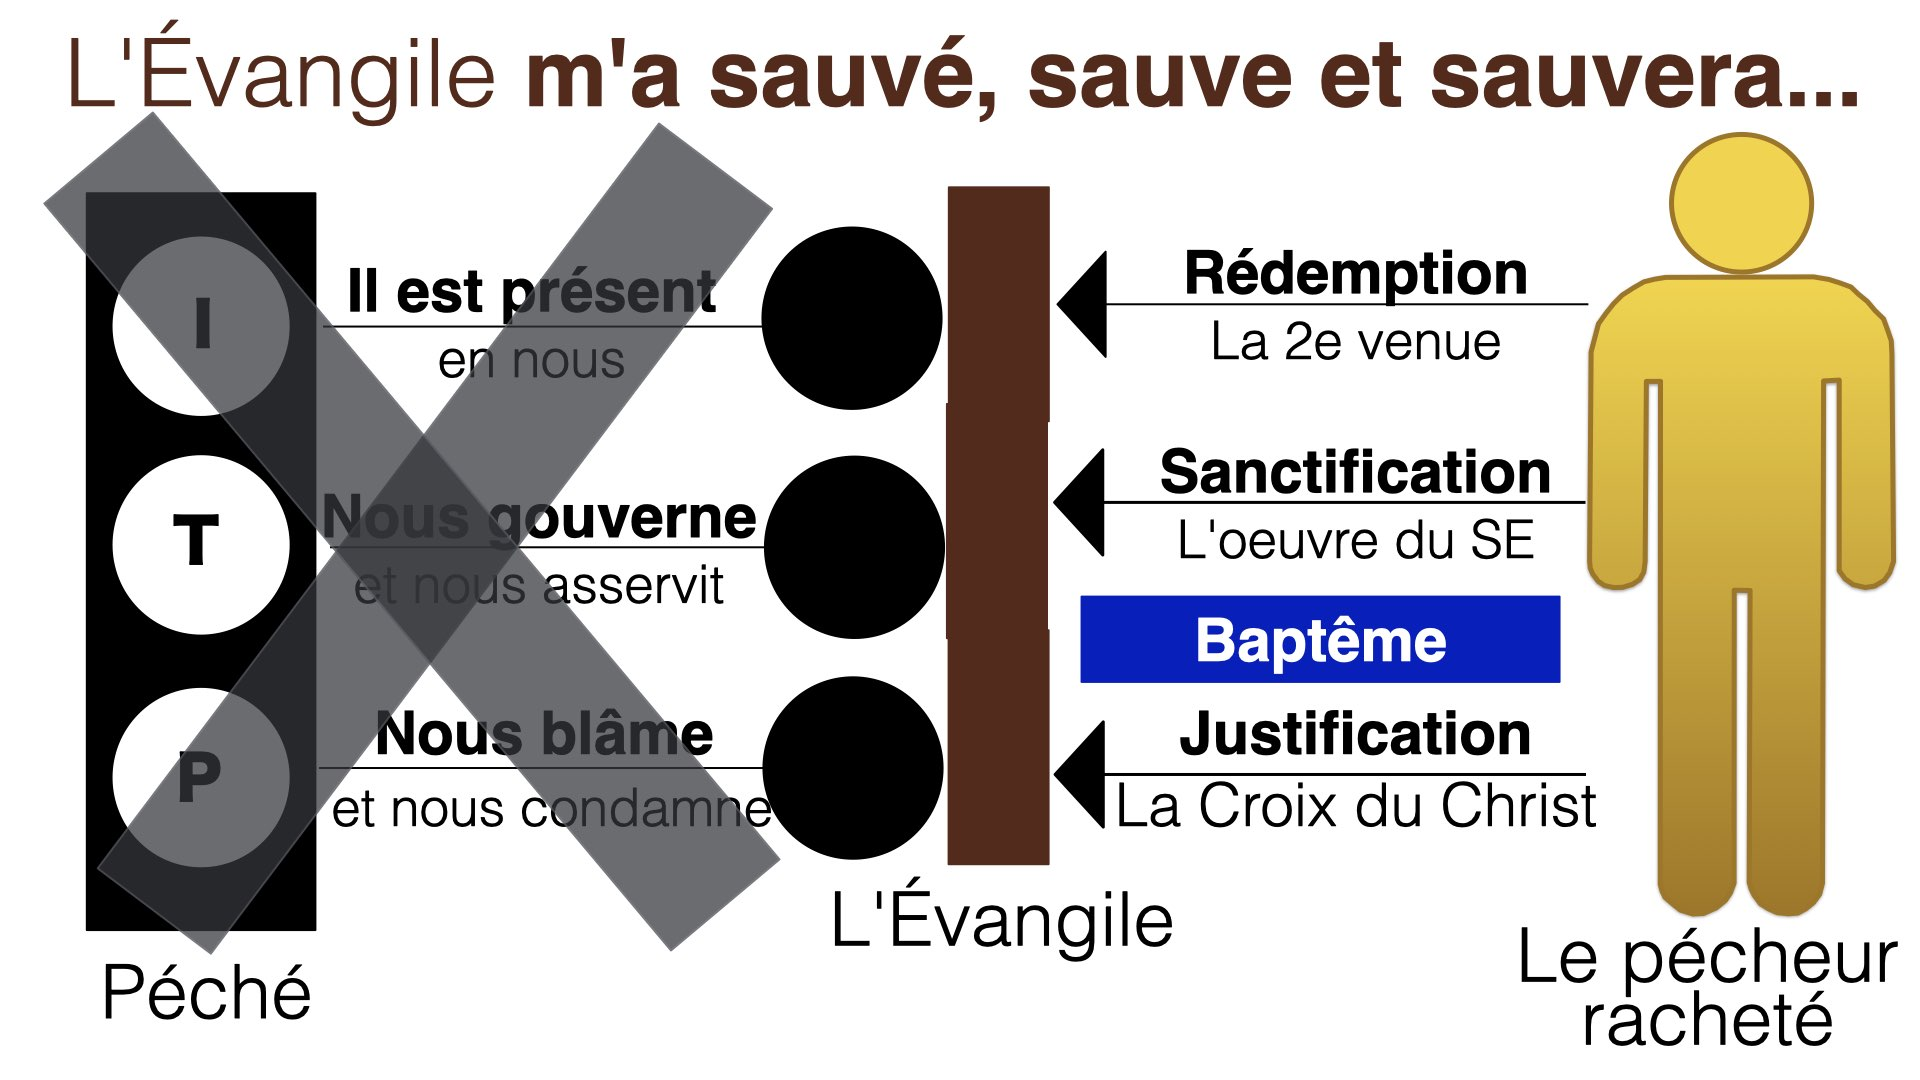 L'Évangile m'a sauvé, sauve et sauvera...
I
Il est présent
en nous
Rédemption
La 2e venue
T
Nous gouverne
et nous asservit
Sanctification
L'oeuvre du SE
Baptême
P
Nous blâme
et nous condamne
Justification
La Croix du Christ
Péché
L'Évangile
Le pécheur
racheté